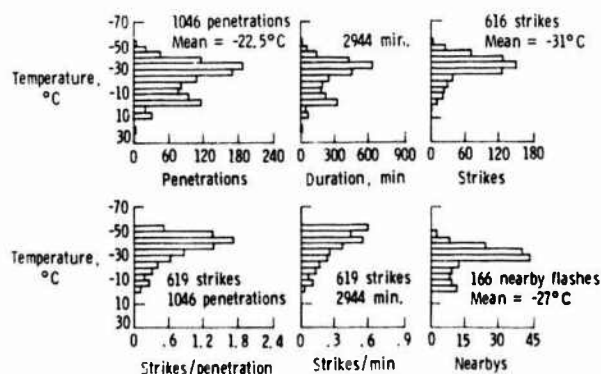 1046 penetrations
Mean = -22.5°C
2944 min.
616 strikes
Mean = -31°C
Temperature, °C
-70
-50
-30
-10
10
30
0 60 120 180 240
Penetrations
0 300 600 900
Duration, min
0 60 120 180
Strikes
Temperature, °C
-70
-50
-30
-10
10
30
619 strikes
1046 penetrations
619 strikes
2944 min.
166 nearby flashes
Mean = -27°C
0 .6 1.2 1.8 2.4
Strikes/penetration
0 .3 .6 .9
Strikes/min
0 15 30 45
Nearbys